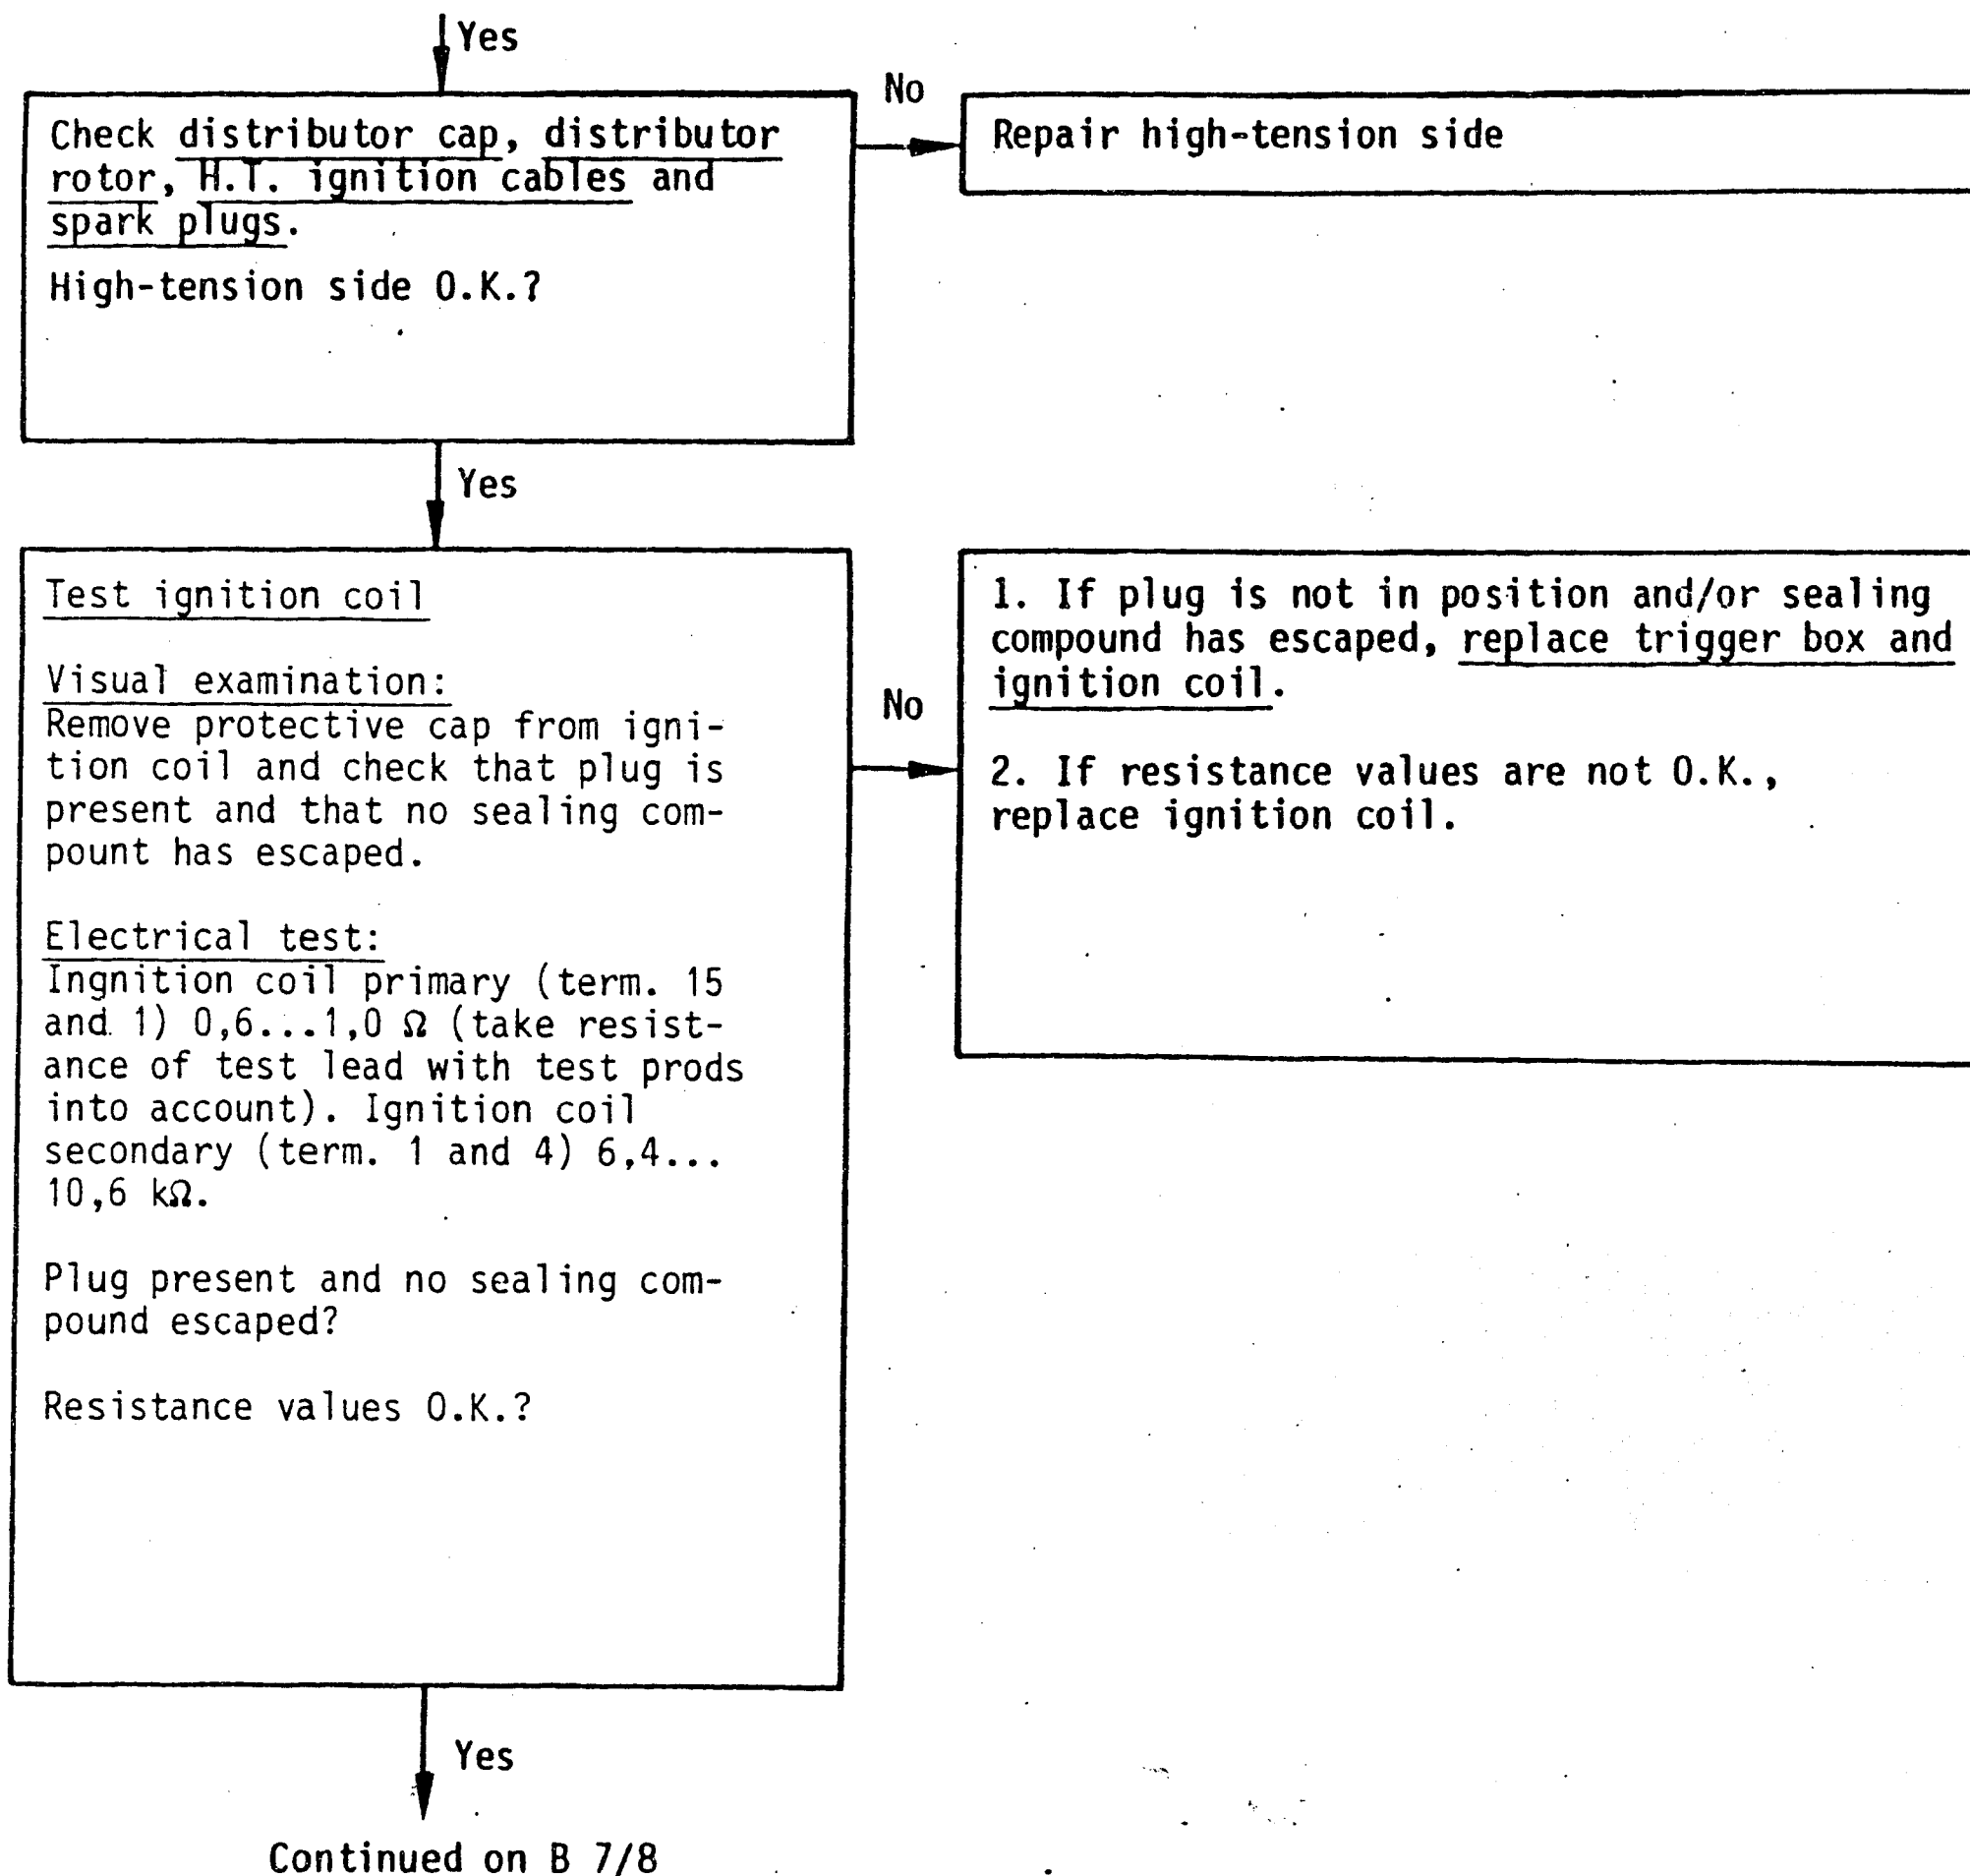 Yes
Check distributor cap, distributor
rotor, H.T. ignition cables and
spark plugs.
High-tension side O.K.?
No
Repair high-tension side
Yes
Test ignition coil
Visual examination:
Remove protective cap from igni-
tion coil and check that plug is
present and that no sealing com-
pount has escaped.
Electrical test:
Ingnition coil primary (term. 15
and 1) 0,6...1,0 Ω (take resist-
ance of test lead with test prods
into account). Ignition coil
secondary (term. 1 and 4) 6,4...
10,6 kΩ.
Plug present and no sealing com-
pound escaped?
Resistance values O.K.?
No
1. If plug is not in position and/or sealing
compound has escaped, replace trigger box and
ignition coil.
2. If resistance values are not O.K.,
replace ignition coil.
Yes
Continued on B 7/8